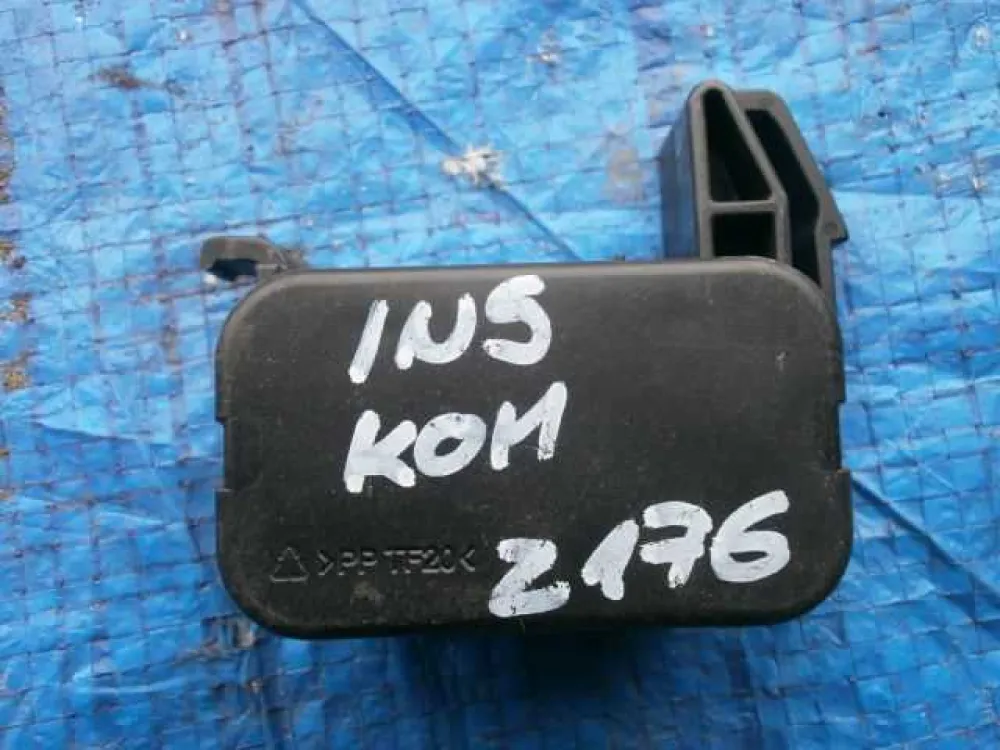 INS
KOM
Z176
>PP TF20<